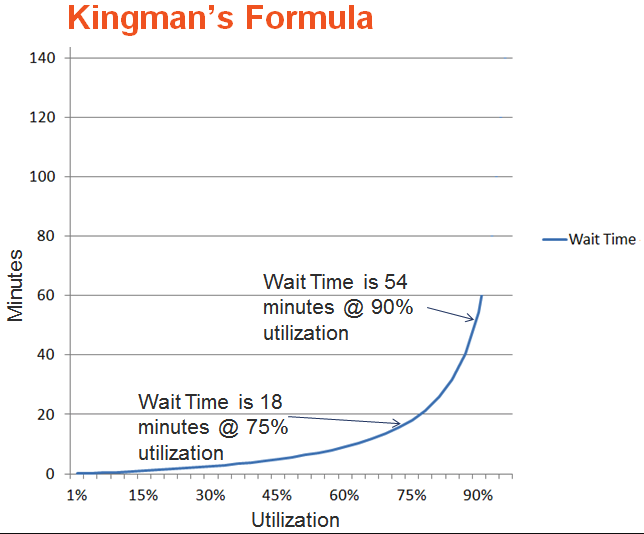 Kingman's Formula
140
120
100
80
60
40
20
0
Minutes
Wait Time is 54
minutes @ 90%
utilization
Wait Time is 18
minutes @ 75%
utilization
Wait Time
1% 15% 30% 45% 60% 75% 90%
Utilization